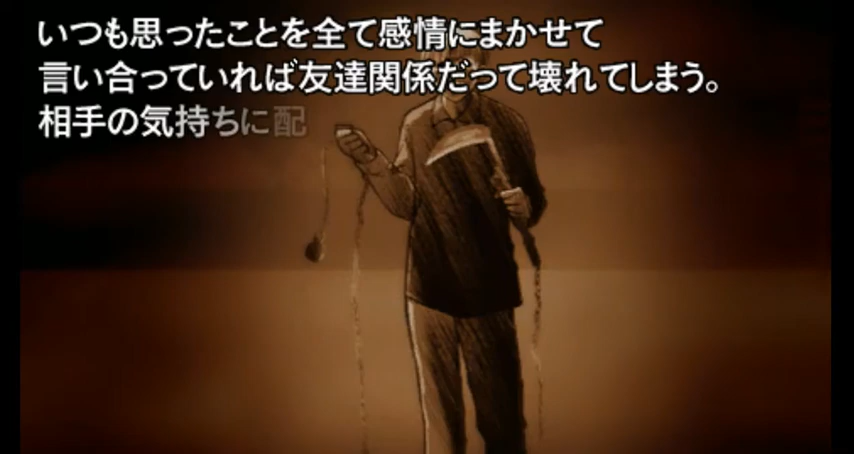 いつも思ったことを全て感情にまかせて
言い合っていれば友達関係だって壊れてしまう。
相手の気持ちに配